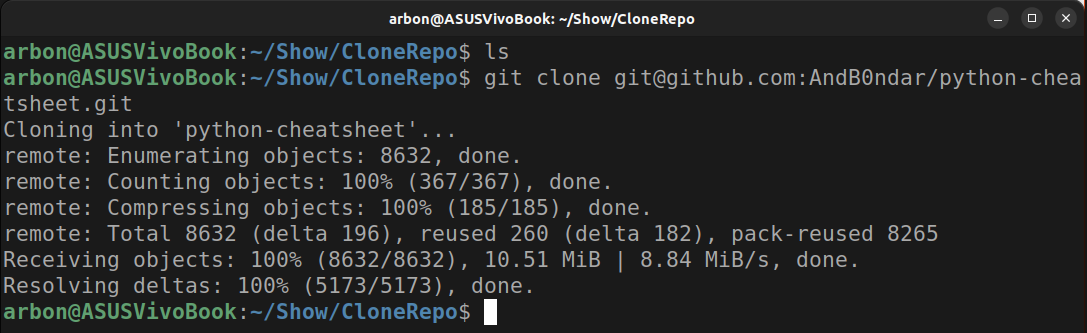 arbon@ASUSVivoBook: ~/Show/CloneRepo
arbon@ASUSVivoBook:~/Show/CloneRepo$ ls
arbon@ASUSVivoBook:~/Show/CloneRepo$ git clone git@github.com:AndB0ndar/python-chea
tsheet.git
Cloning into 'python-cheatsheet'...
remote: Enumerating objects: 8632, done.
remote: Counting objects: 100% (367/367), done.
remote: Compressing objects: 100% (185/185), done.
remote: Total 8632 (delta 196), reused 260 (delta 182), pack-reused 8265
Receiving objects: 100% (8632/8632), 10.51 MiB | 8.84 MiB/s, done.
Resolving deltas: 100% (5173/5173), done.
arbon@ASUSVivoBook:~/Show/CloneRepo$